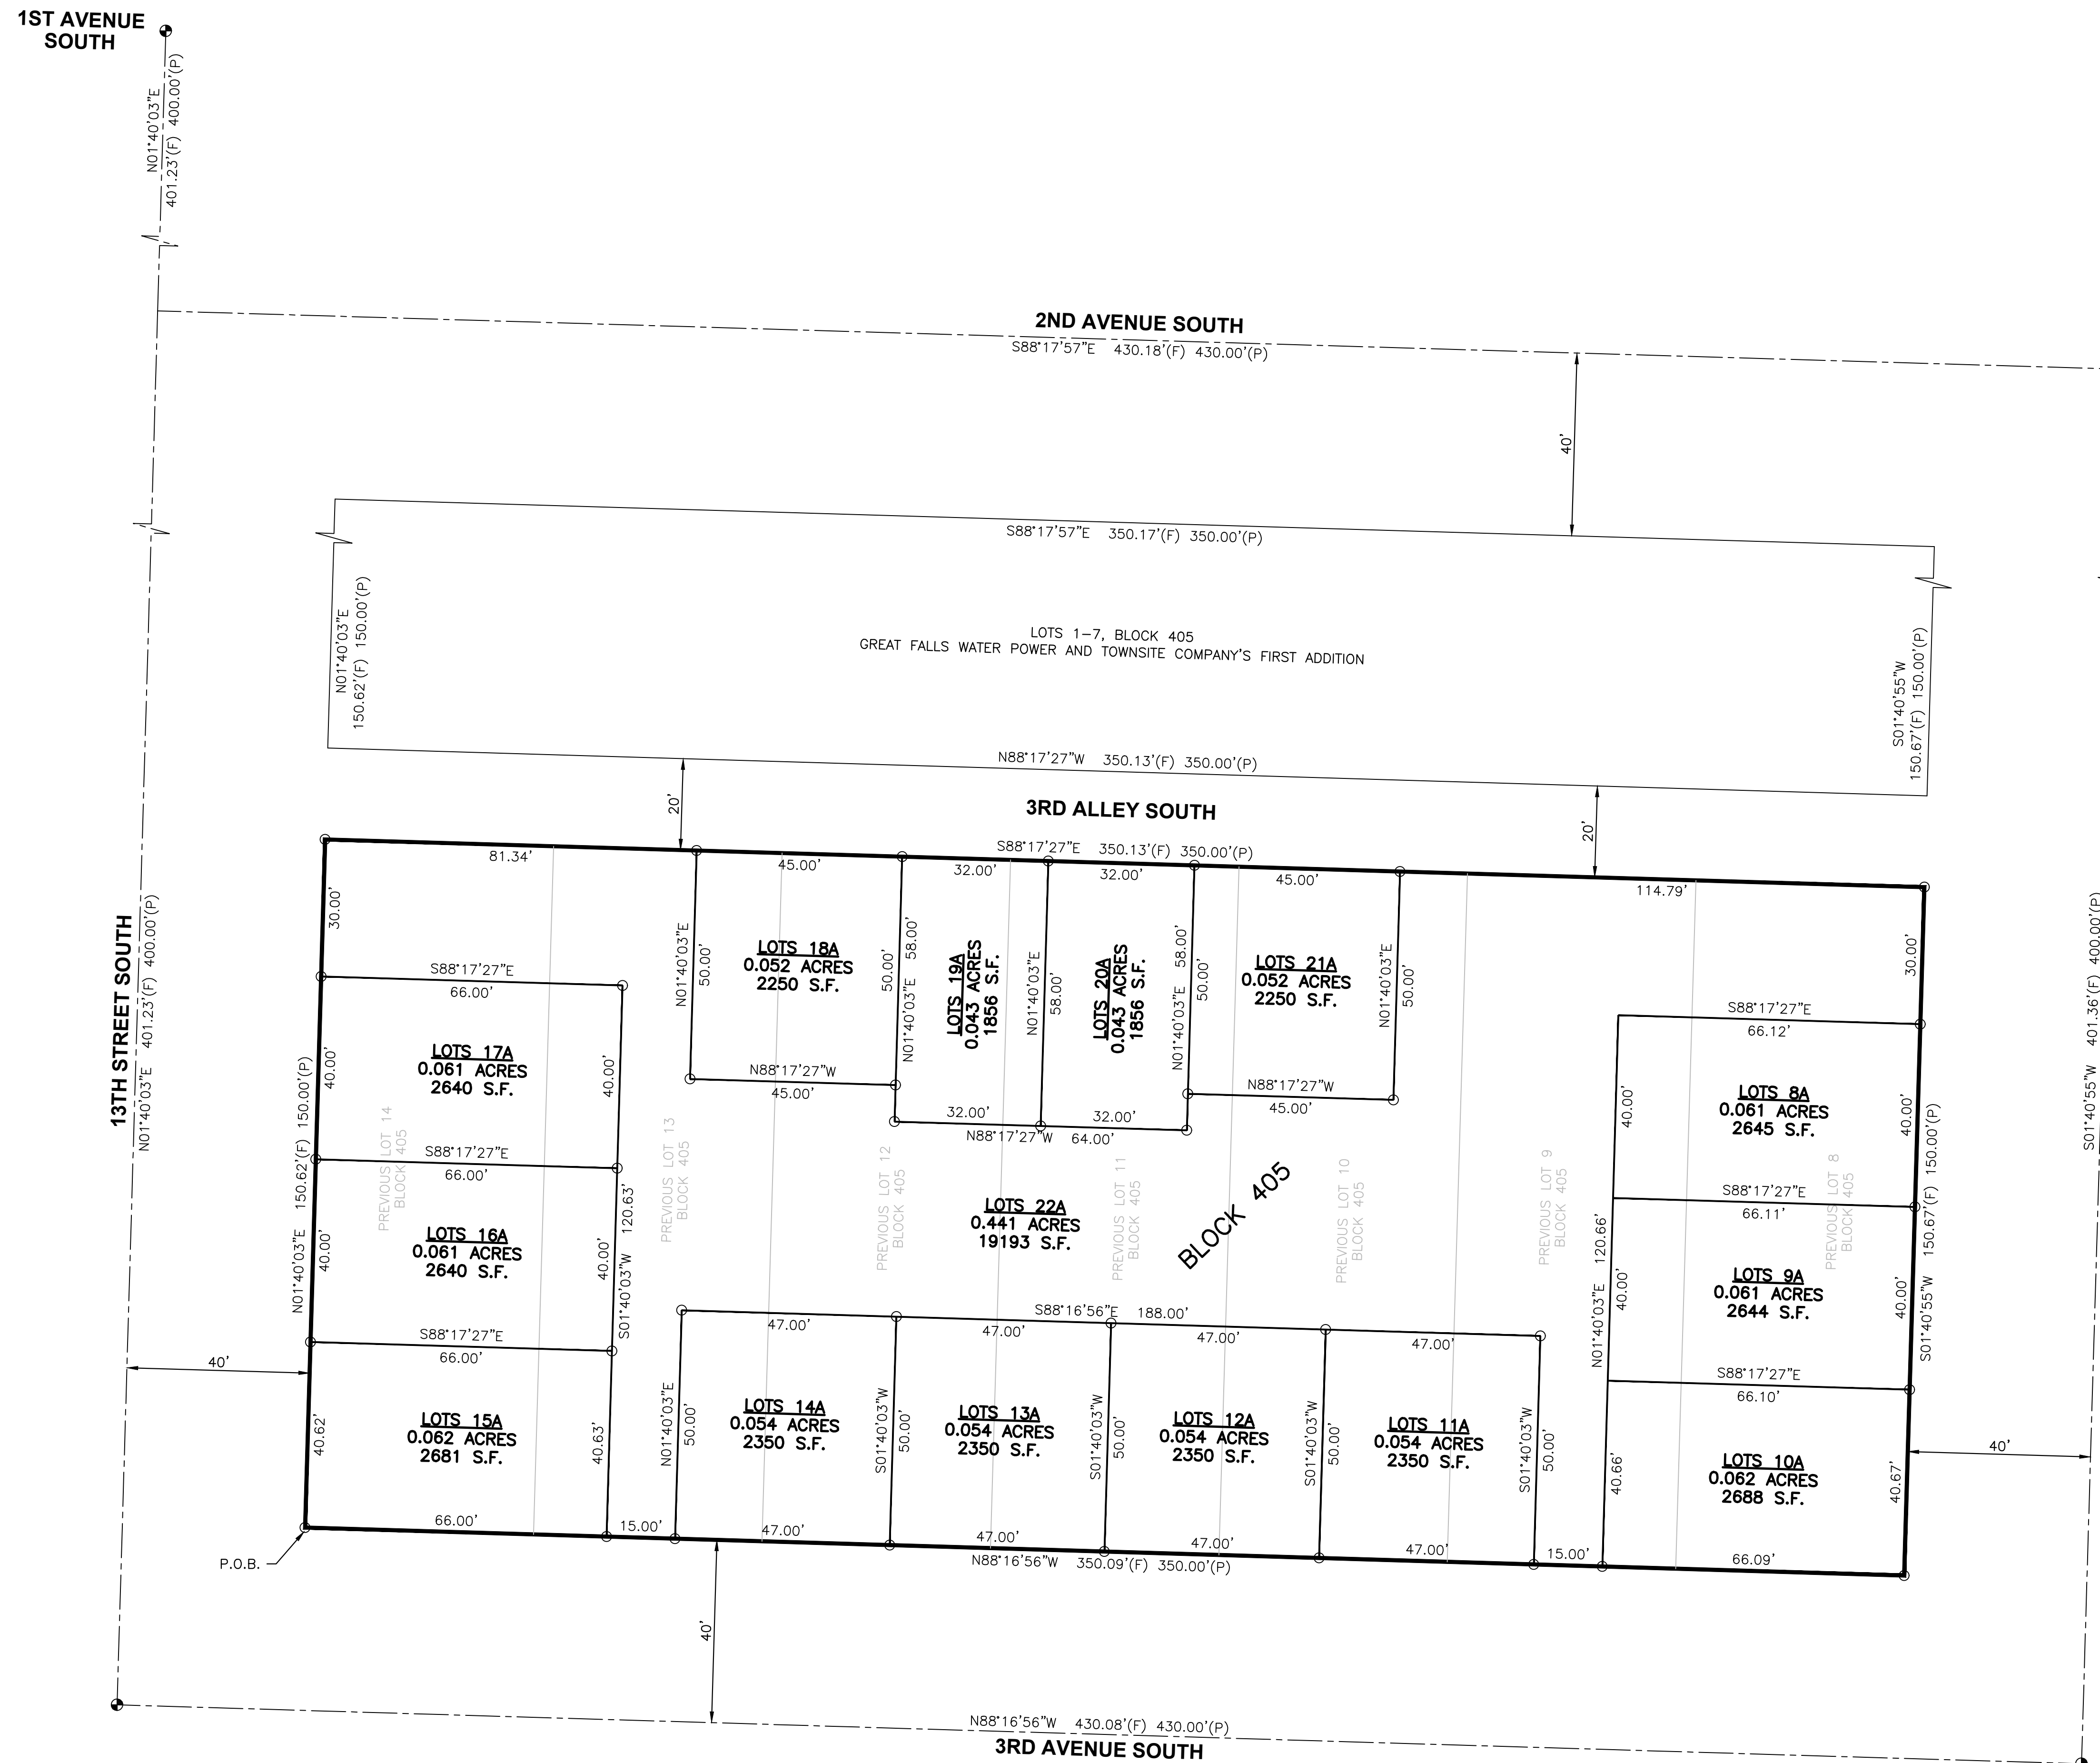 1ST AVENUE
SOUTH
N01°40'03"E
401.23'(F) 400.00'(P)
2ND AVENUE SOUTH
S88°17'57"E 430.18'(F) 430.00'(P)
40'
S88°17'57"E 350.17'(F) 350.00'(P)
N01°40'03"E
150.62'(F) 150.00'(P)
LOTS 1-7, BLOCK 405
GREAT FALLS WATER POWER AND TOWNSITE COMPANY'S FIRST ADDITION
S01°40'55"W
150.67'(F) 150.00'(P)
N88°17'27"W 350.13'(F) 350.00'(P)
20'
3RD ALLEY SOUTH
20'
S88°17'27"E 350.13'(F) 350.00'(P)
81.34'
45.00'
32.00'
32.00'
45.00'
114.79'
13TH STREET SOUTH
N01°40'03"E 401.23'(F) 400.00'(P)
N01°40'03"E 150.62'(F) 150.00'(P)
30.00'
S88°17'27"E
66.00'
40.00'
LOTS 17A
0.061 ACRES
2640 S.F.
40.00'
PREVIOUS LOT 14
BLOCK 405
S88°17'27"E
66.00'
40.00'
LOTS 16A
0.061 ACRES
2640 S.F.
40.00'
S01°40'03"W 120.63'
S88°17'27"E
66.00'
40'
40.62'
LOTS 15A
0.062 ACRES
2681 S.F.
40.63'
66.00'
15.00'
P.O.B.
N01°40'03"E
50.00'
LOTS 18A
0.052 ACRES
2250 S.F.
50.00'
N01°40'03"E 58.00'
N88°17'27"W
45.00'
LOTS 19A
0.043 ACRES
1856 S.F.
N01°40'03"E
58.00'
LOTS 20A
0.043 ACRES
1856 S.F.
N01°40'03"E 58.00'
50.00'
LOTS 21A
0.052 ACRES
2250 S.F.
N01°40'03"E
50.00'
N88°17'27"W
45.00'
32.00'
32.00'
N88°17'27"W 64.00'
PREVIOUS LOT 13
BLOCK 405
PREVIOUS LOT 12
BLOCK 405
PREVIOUS LOT 11
BLOCK 405
PREVIOUS LOT 10
BLOCK 405
PREVIOUS LOT 9
BLOCK 405
PREVIOUS LOT 8
BLOCK 405
LOTS 22A
0.441 ACRES
19193 S.F.
BLOCK 405
S88°16'56"E 188.00'
47.00'
47.00'
47.00'
47.00'
N01°40'03"E
50.00'
LOTS 14A
0.054 ACRES
2350 S.F.
S01°40'03"W
50.00'
LOTS 13A
0.054 ACRES
2350 S.F.
S01°40'03"W
50.00'
LOTS 12A
0.054 ACRES
2350 S.F.
S01°40'03"W
50.00'
LOTS 11A
0.054 ACRES
2350 S.F.
S01°40'03"W
50.00'
47.00'
47.00'
47.00'
47.00'
15.00'
66.09'
N88°16'56"W 350.09'(F) 350.00'(P)
30.00'
S88°17'27"E
66.12'
40.00'
LOTS 8A
0.061 ACRES
2645 S.F.
40.00'
S88°17'27"E
66.11'
N01°40'03"E 120.66'
40.00'
LOTS 9A
0.061 ACRES
2644 S.F.
40.00'
S01°40'55"W 150.67'(F) 150.00'(P)
S88°17'27"E
66.10'
40.66'
LOTS 10A
0.062 ACRES
2688 S.F.
40.67'
40'
S01°40'55"W 401.36'(F) 400.00'(P)
40'
N88°16'56"W 430.08'(F) 430.00'(P)
3RD AVENUE SOUTH